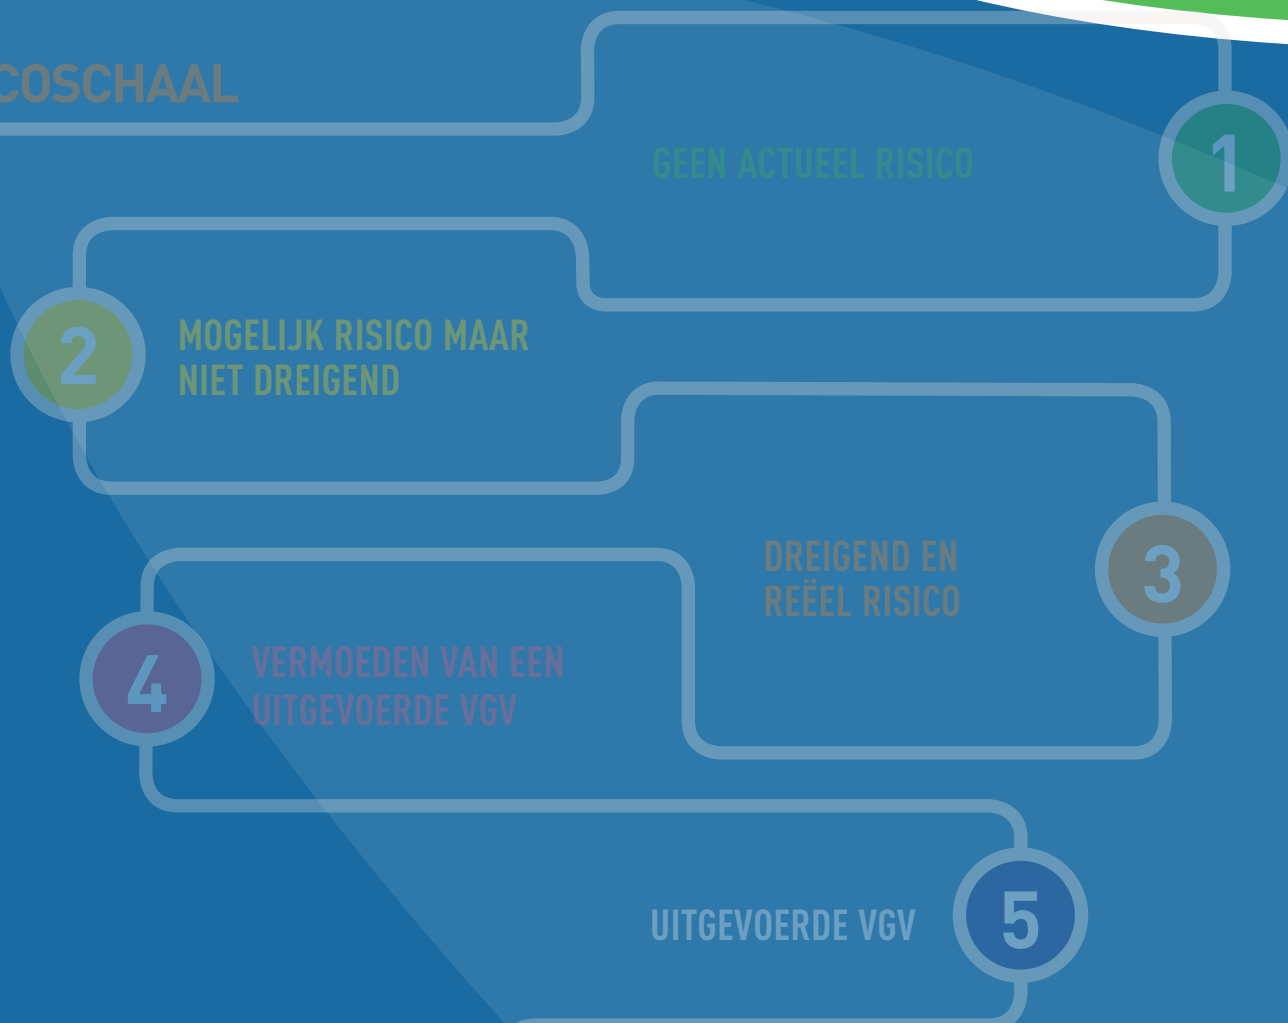 COSCHAAL
GEEN ACTUEEL RISICO
1
2
MOGELIJK RISICO MAAR
NIET DREIGEND
DREIGEND EN
REËEL RISICO
3
4
VERMOEDEN VAN EEN
UITGEVOERDE VGV
UITGEVOERDE VGV
5